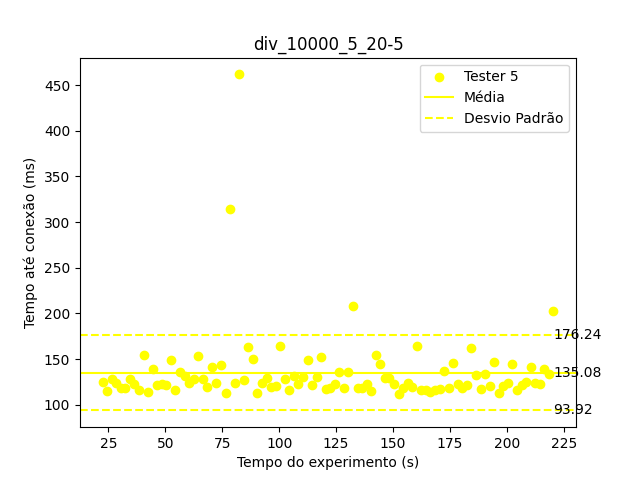 div_10000_5_20-5
Tester 5
Média
Desvio Padrão
Tempo até conexão (ms)
450
400
350
300
250
200
150
100
176.24
135.08
93.92
25 50 75 100 125 150 175 200 225
Tempo do experimento (s)